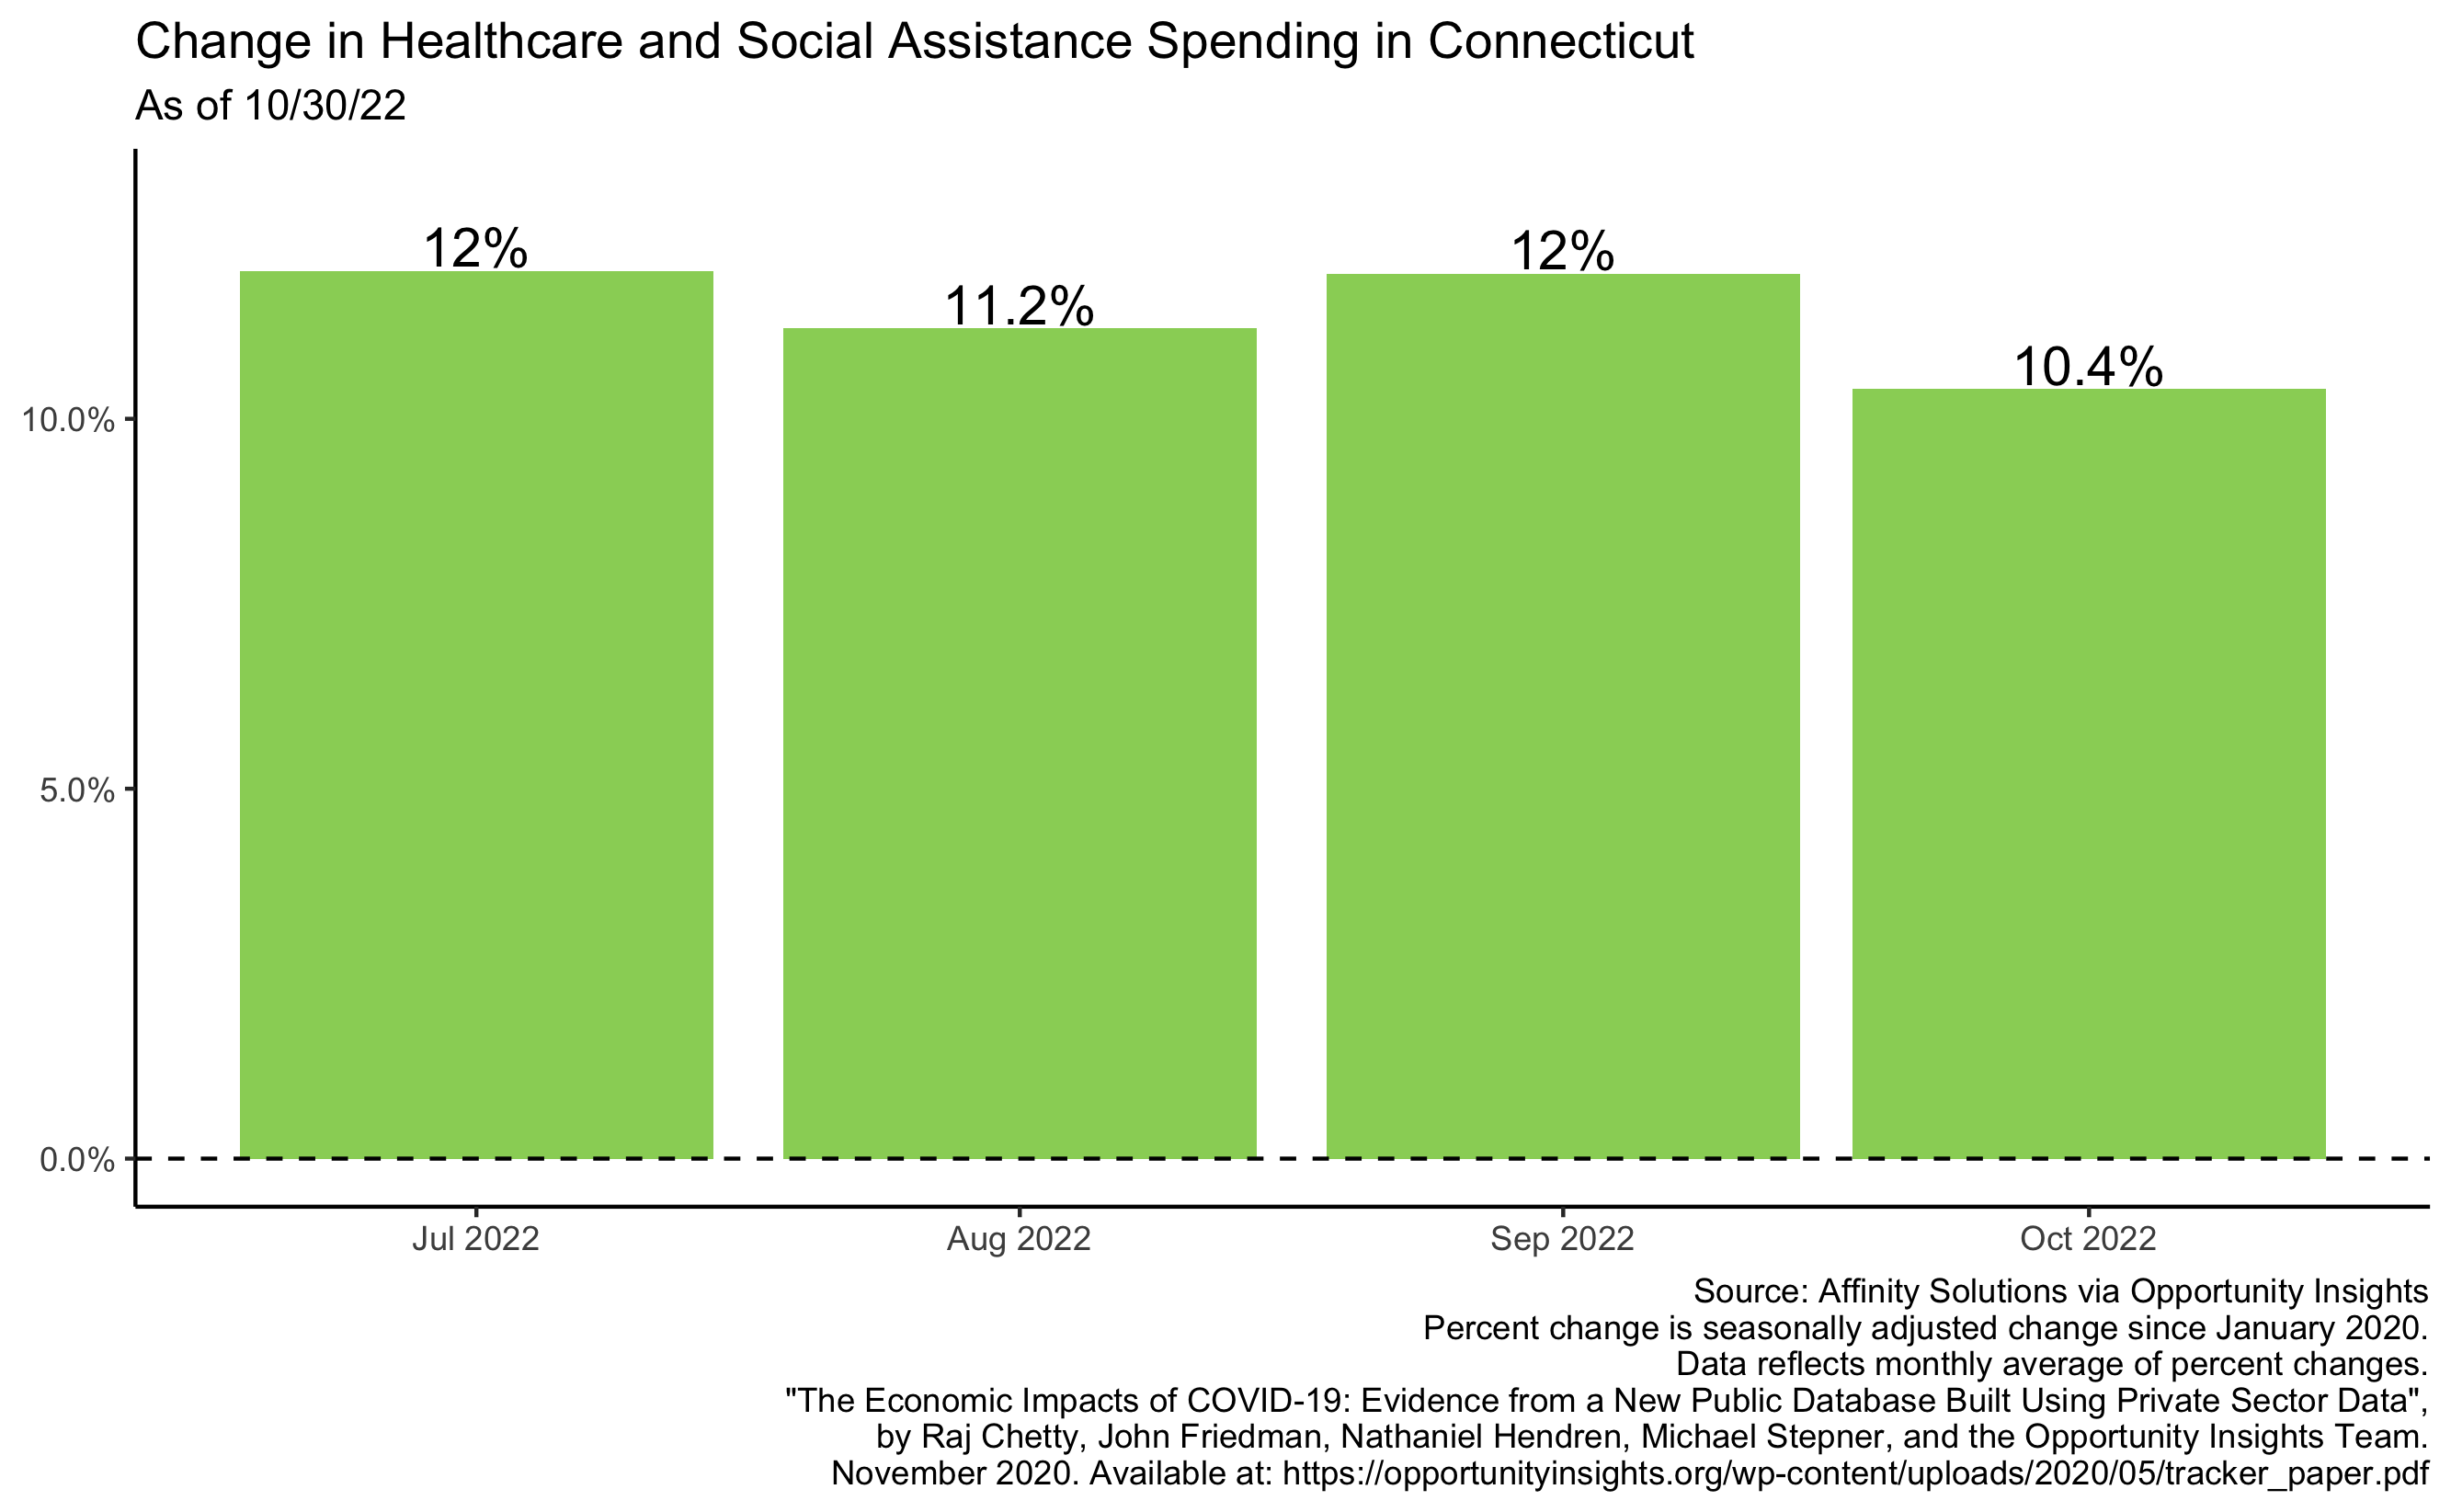 Change in Healthcare and Social Assistance Spending in Connecticut
As of 10/30/22
12%
11.2%
12%
10.4%
10.0%
5.0%
0.0%
Jul 2022
Aug 2022
Sep 2022
Oct 2022
Source: Affinity Solutions via Opportunity Insights
Percent change is seasonally adjusted change since January 2020.
Data reflects monthly average of percent changes.
"The Economic Impacts of COVID-19: Evidence from a New Public Database Built Using Private Sector Data",
by Raj Chetty, John Friedman, Nathaniel Hendren, Michael Stepner, and the Opportunity Insights Team.
November 2020. Available at: https://opportunityinsights.org/wp-content/uploads/2020/05/tracker_paper.pdf